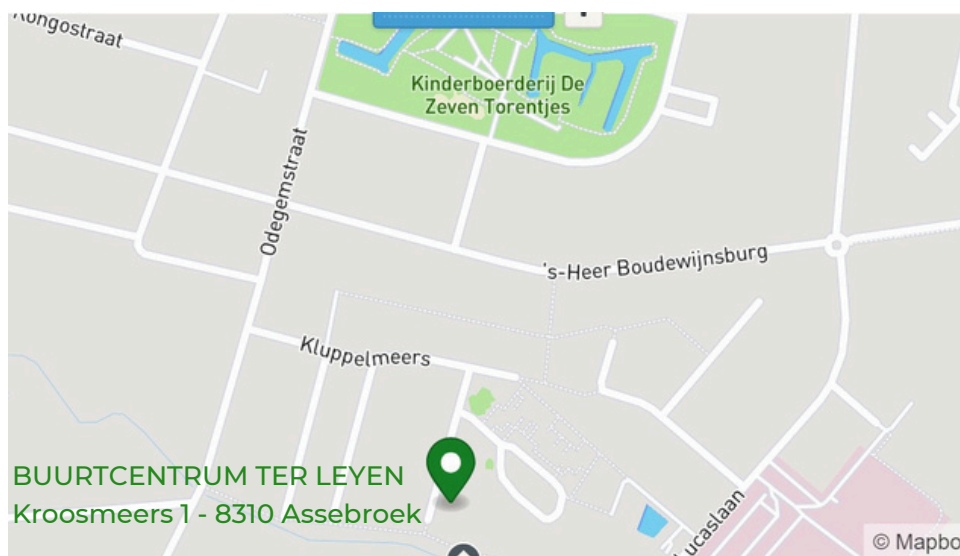 Kongostraat
Kinderboerderij De
Zeven Torentjes
Odegemstraat
's-Heer Boudewijnsburg
Kluppelmeers
BUURTCENTRUM TER LEYEN
Kroosmeers 1 - 8310 Assebroek
Lucaslaan
© Mapbo